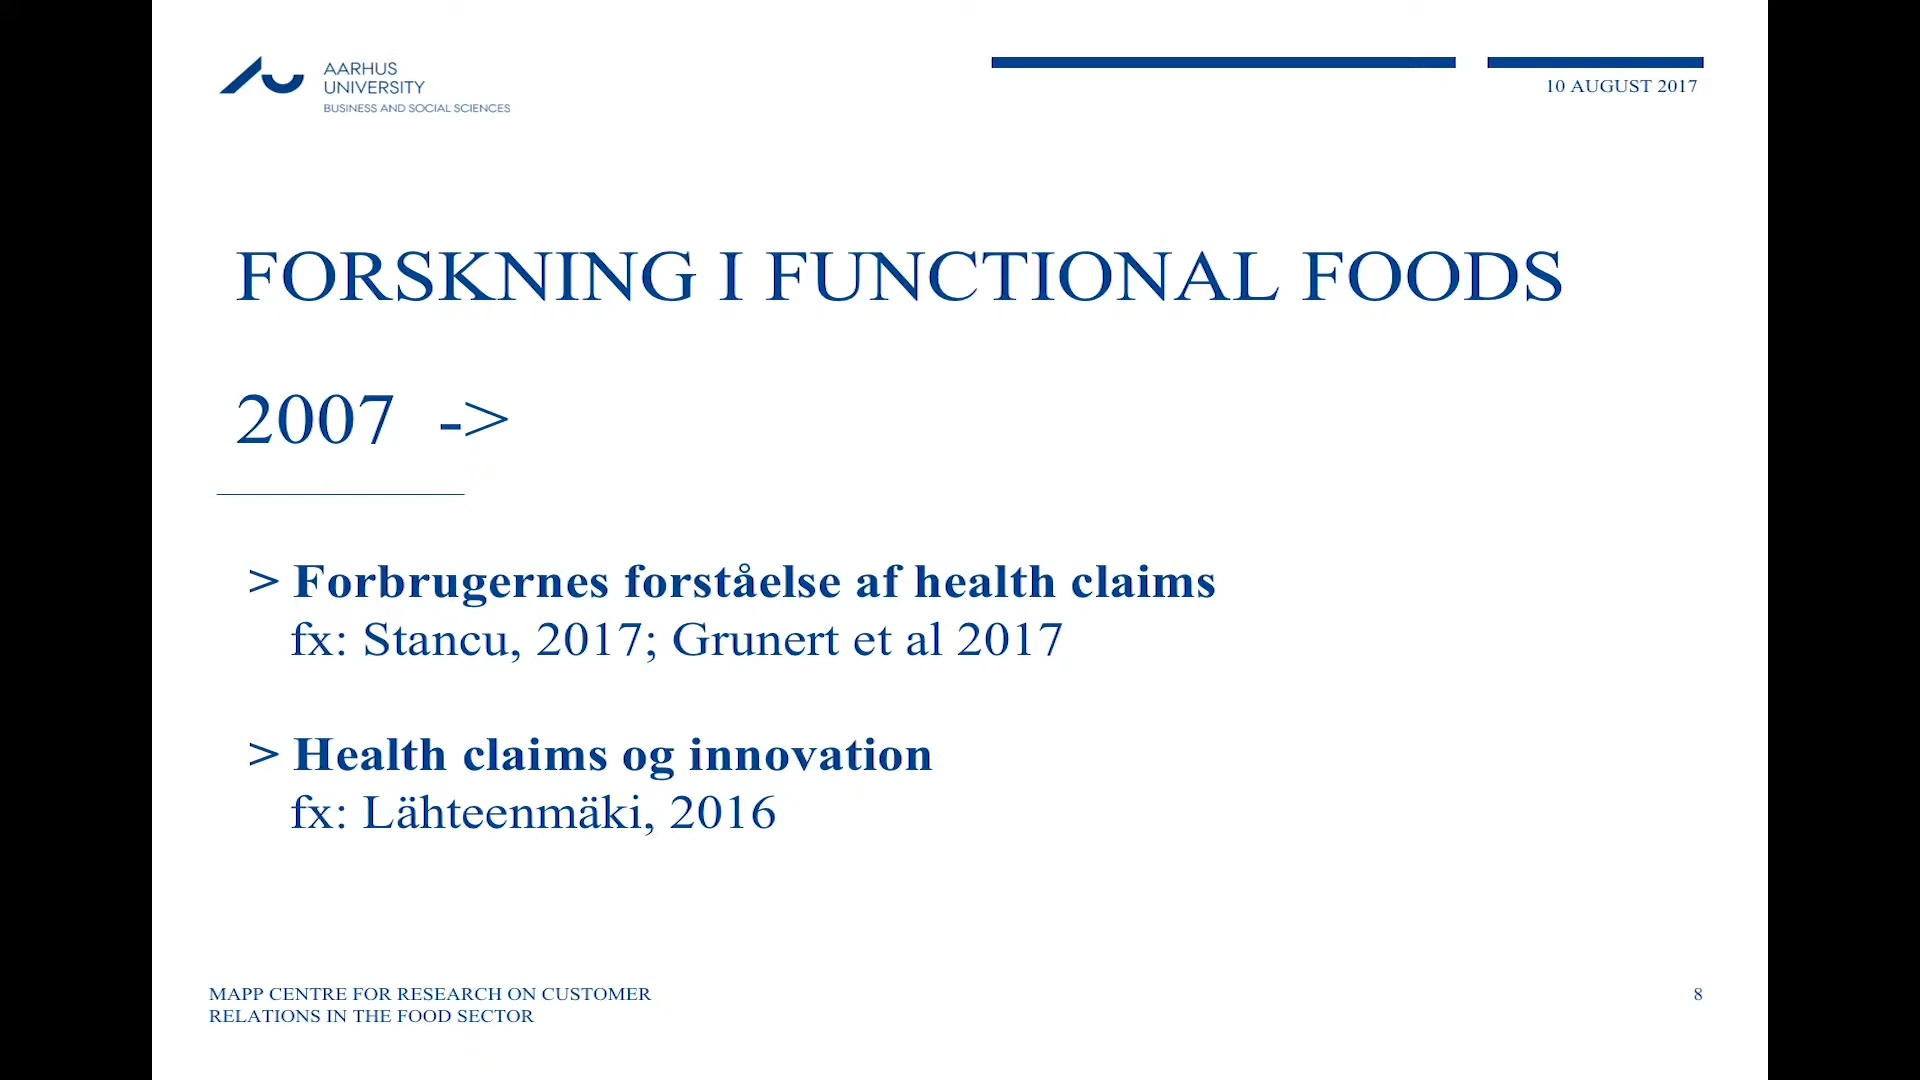 AARHUS
UNIVERSITY
BUSINESS AND SOCIAL SCIENCES
10 AUGUST 2017
FORSKNING I FUNCTIONAL FOODS
2007 ->
> Forbrugernes forståelse af health claims
fx: Stancu, 2017; Grunert et al 2017
> Health claims og innovation
fx: Lähteenmäki, 2016
MAPP CENTRE FOR RESEARCH ON CUSTOMER
RELATIONS IN THE FOOD SECTOR
8